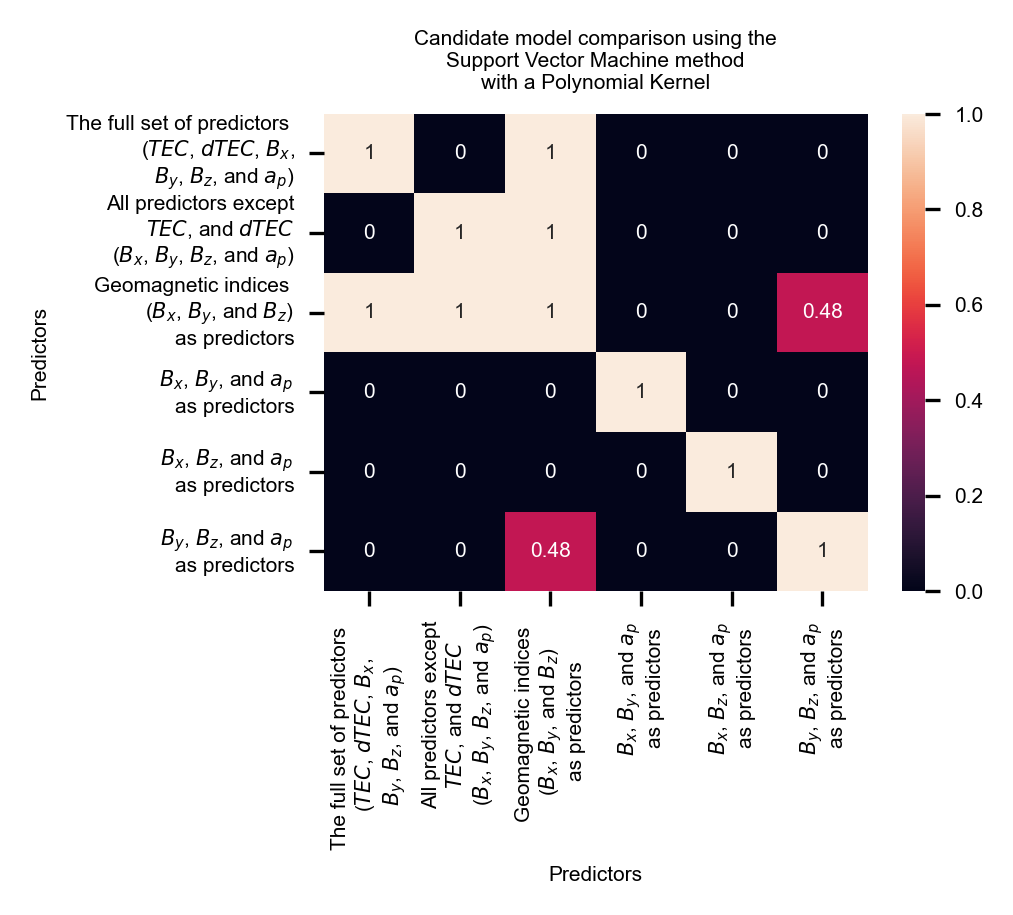 Candidate model comparison using the
Support Vector Machine method
with a Polynomial Kernel
Predictors
The full set of predictors
(TEC, dTEC, Bx,
By, Bz, and ap)
1 0 1 0 0 0
All predictors except
TEC, and dTEC
(Bx, By, Bz, and ap)
0 1 1 0 0 0
Geomagnetic indices
(Bx, By, and Bz)
as predictors
1 1 1 0 0 0.48
Bx, By, and ap
as predictors
0 0 0 1 0 0
Bx, Bz, and ap
as predictors
0 0 0 0 1 0
By, Bz, and ap
as predictors
0 0 0.48 0 0 1
1.0
0.8
0.6
0.4
0.2
0.0
The full set of predictors
(TEC, dTEC, Bx,
By, Bz, and ap)
All predictors except
TEC, and dTEC
(Bx, By, Bz, and ap)
Geomagnetic indices
(Bx, By, and Bz)
as predictors
Bx, By, and ap
as predictors
Bx, Bz, and ap
as predictors
By, Bz, and ap
as predictors
Predictors